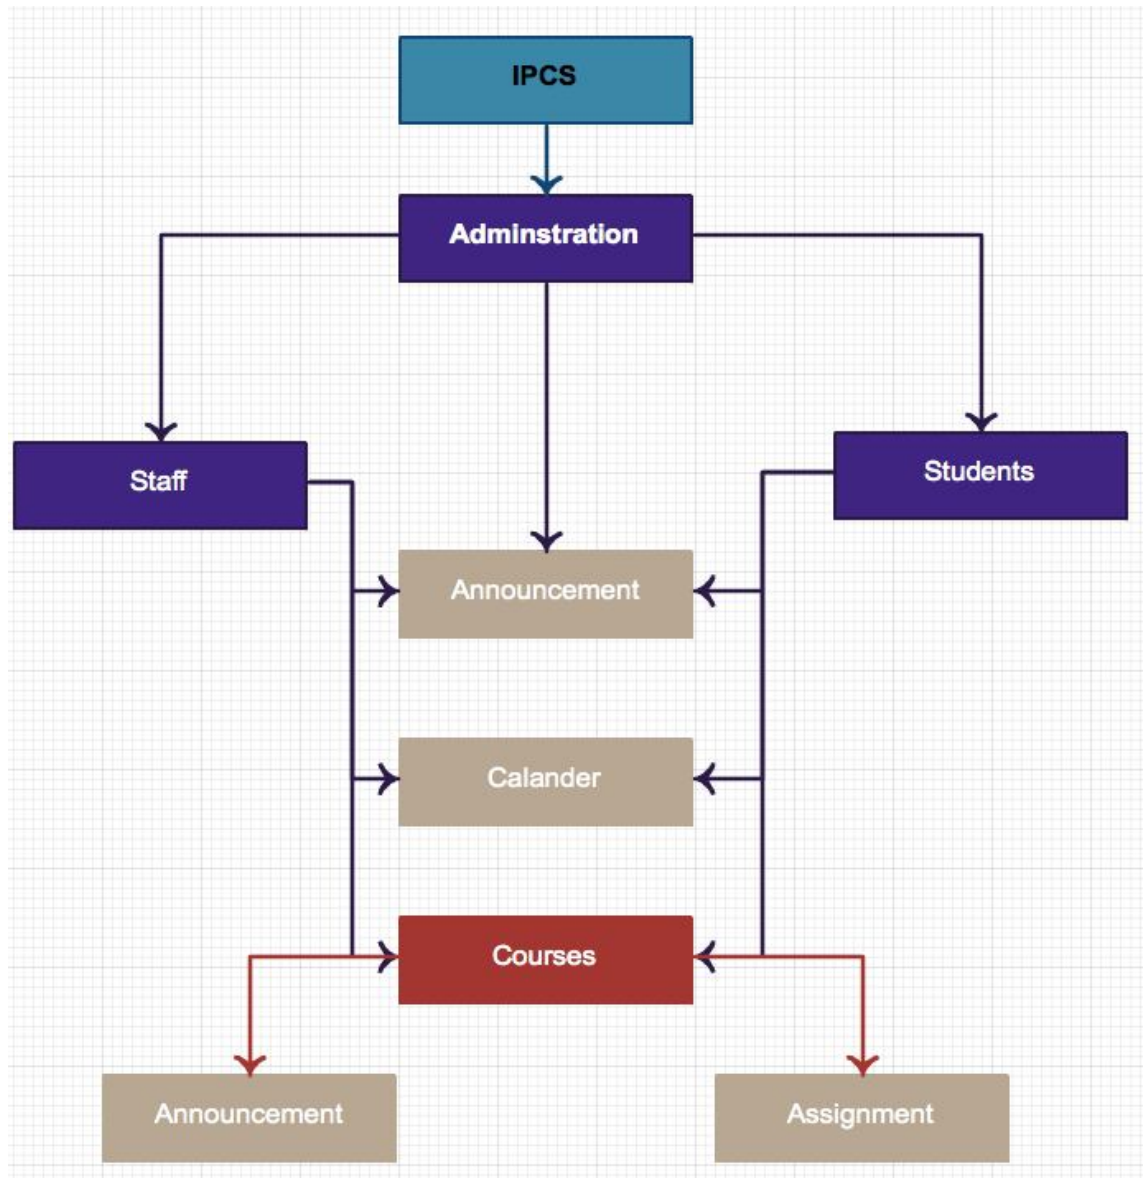 IPCS
Adminstration
Staff
Students
Announcement
Calander
Courses
Announcement
Assignment